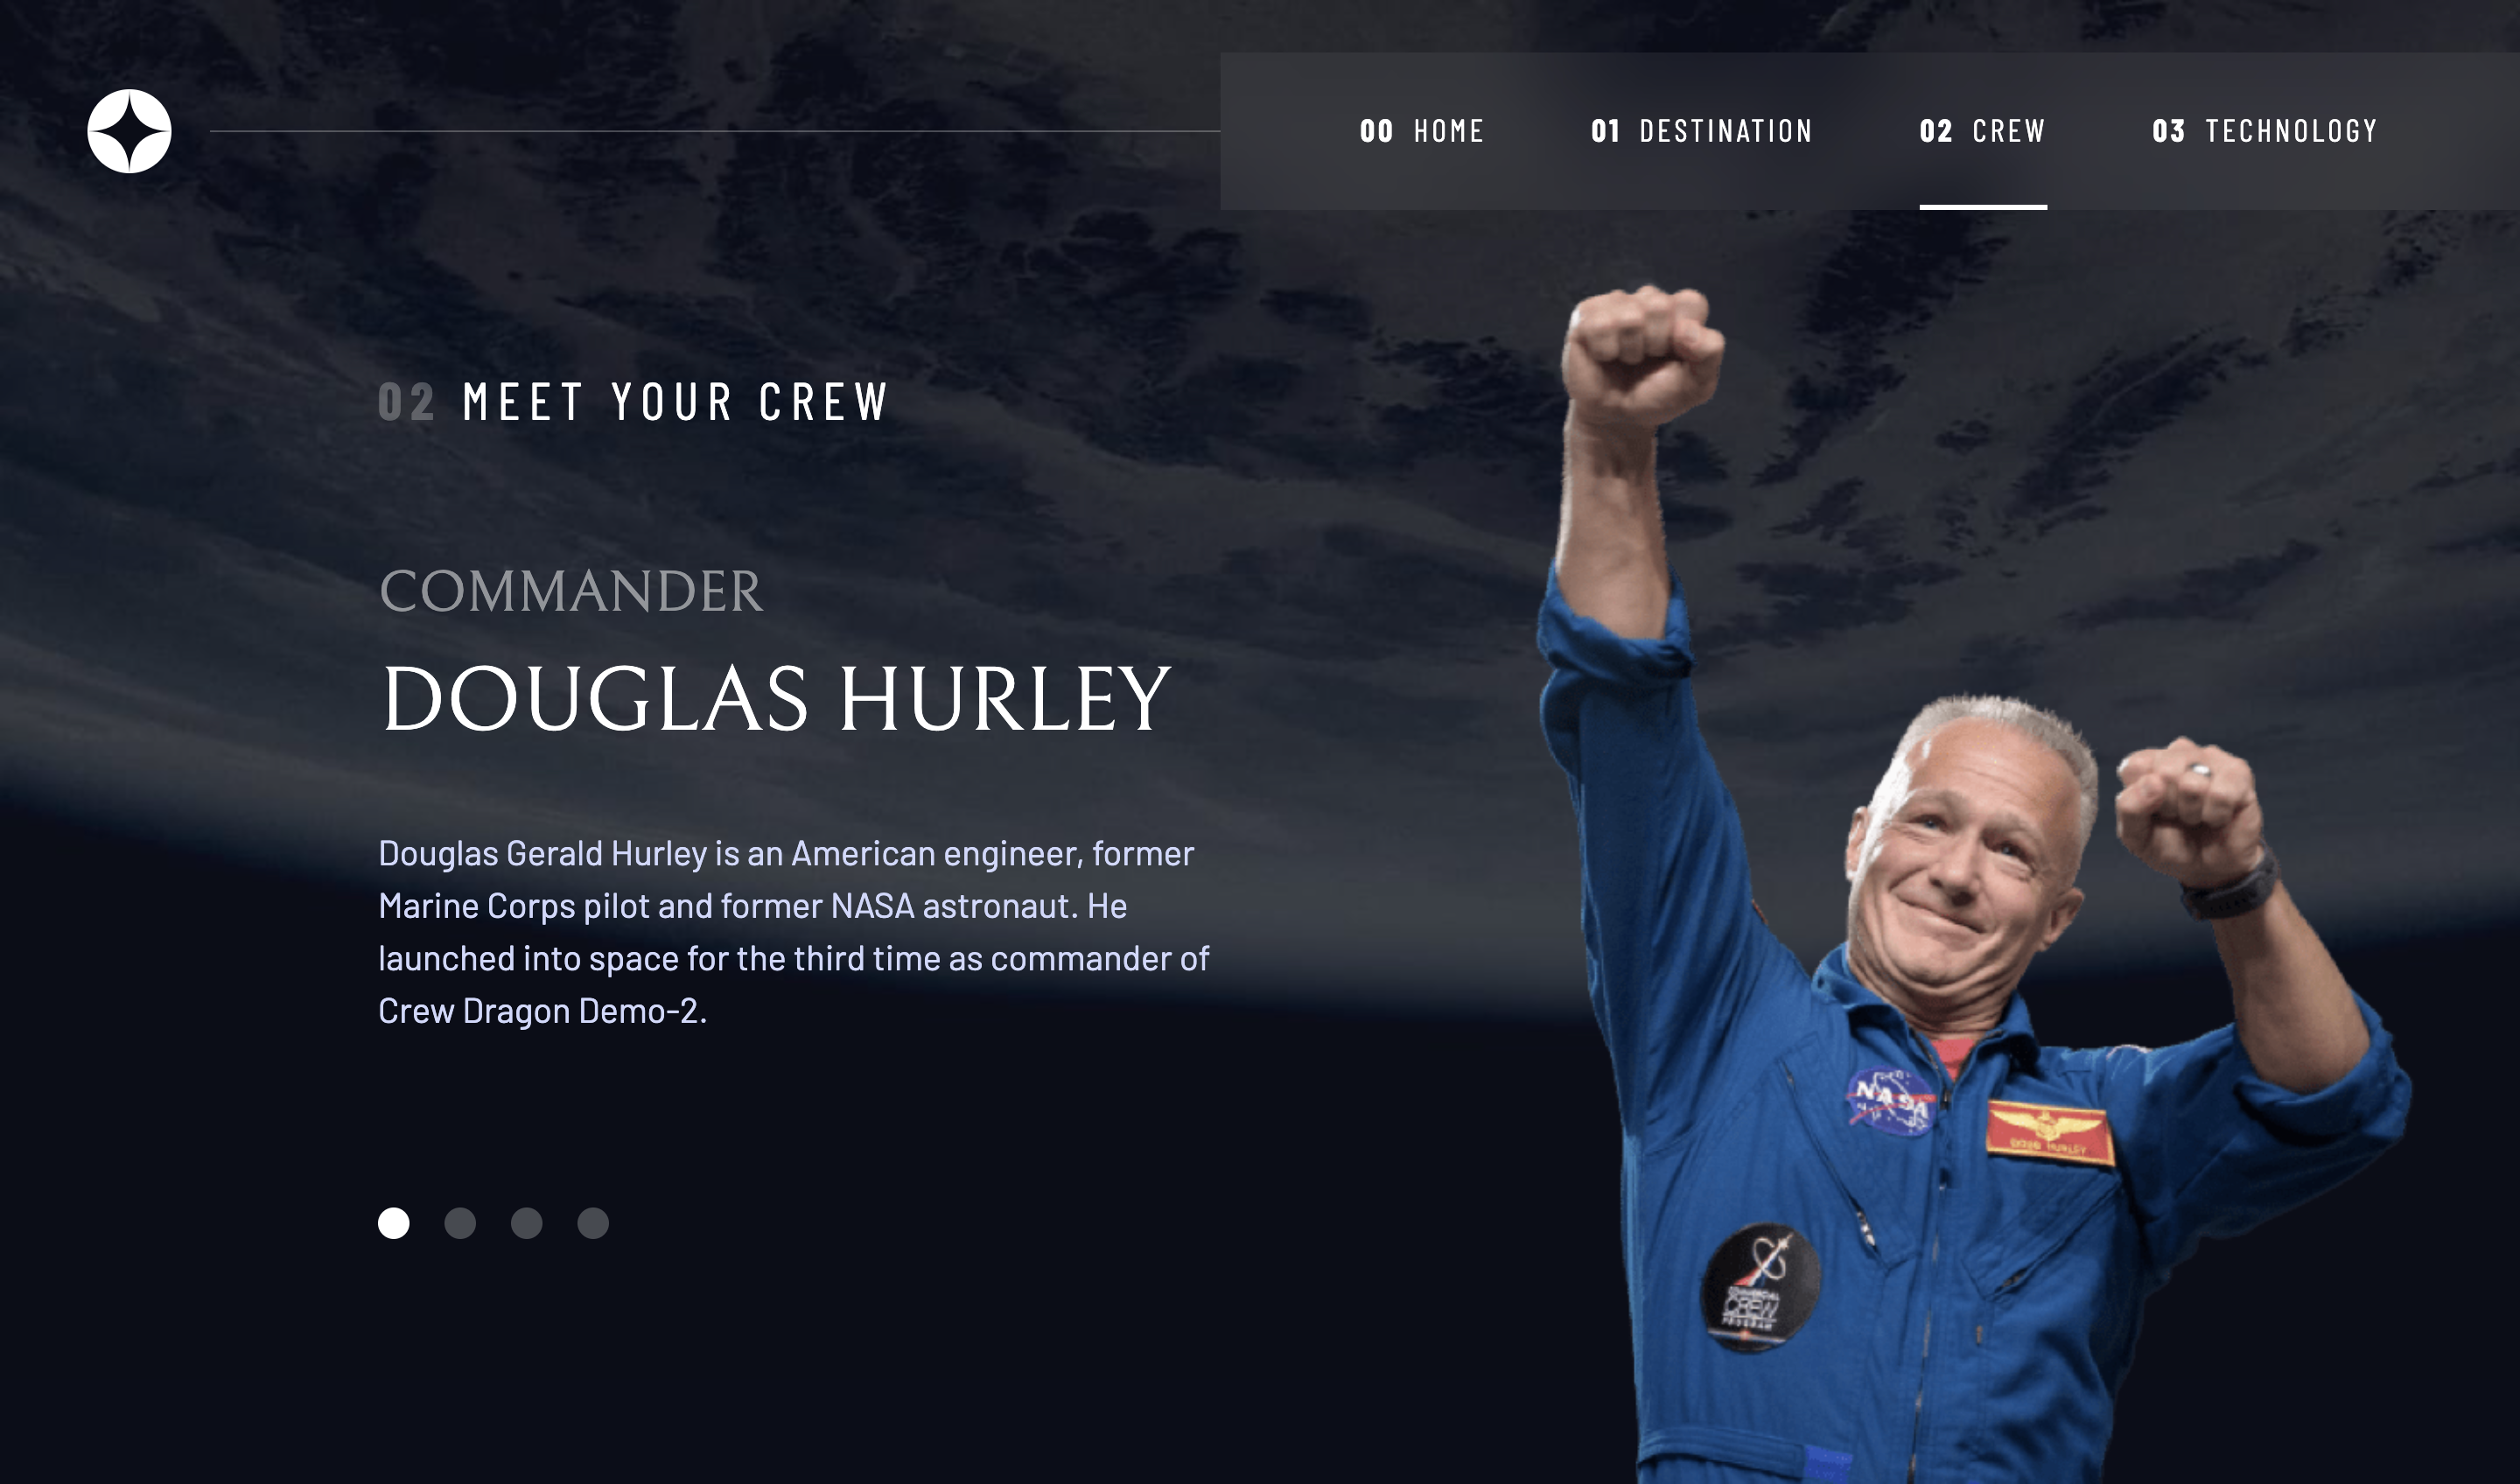 00 HOME
01 DESTINATION
02 CREW
03 TECHNOLOGY
02 MEET YOUR CREW
COMMANDER
DOUGLAS HURLEY
Douglas Gerald Hurley is an American engineer, former
Marine Corps pilot and former NASA astronaut. He
launched into space for the third time as commander of
Crew Dragon Demo-2.
NASA
DOUG HURLEY
COMMERCIAL
CREW
PROGRAM